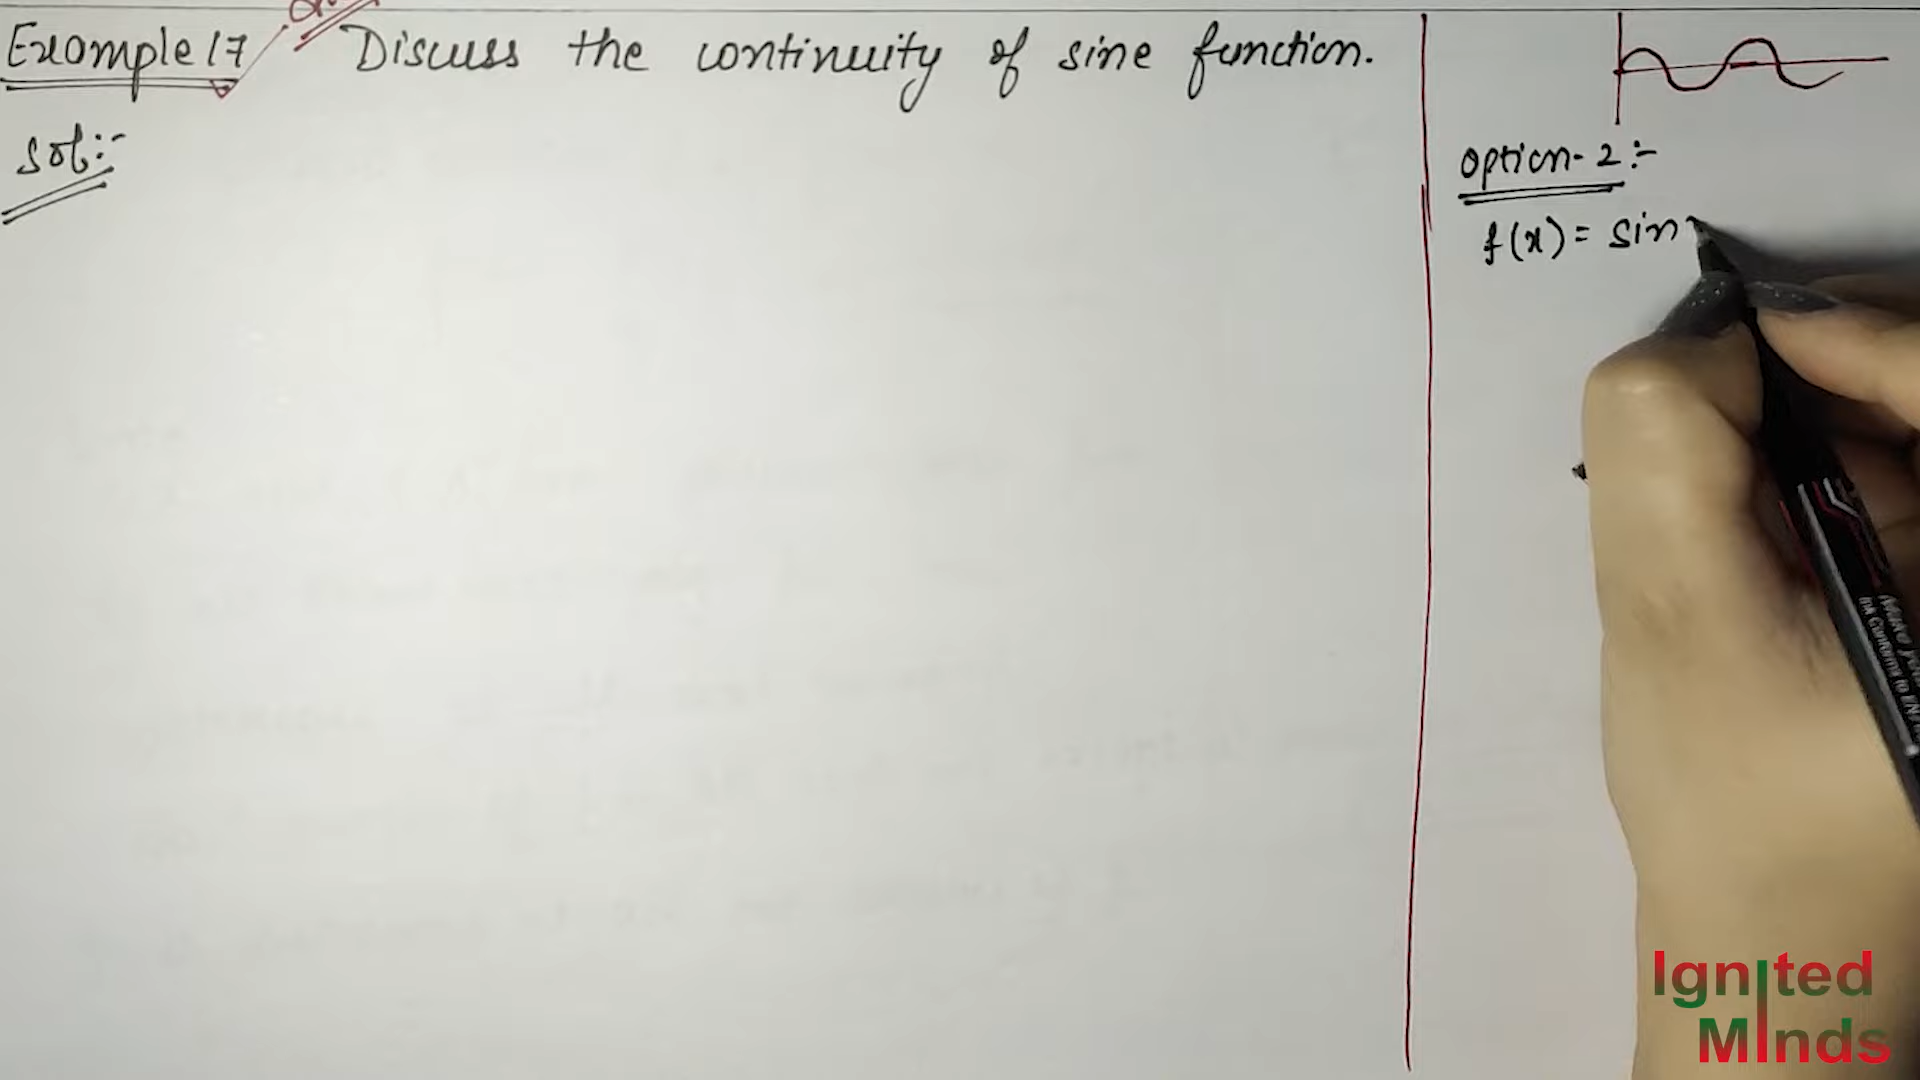 Example 17 Discuss the continuity of sine function.
Sol:-
Option-2:-
f(x) = sin
Ignited
Minds